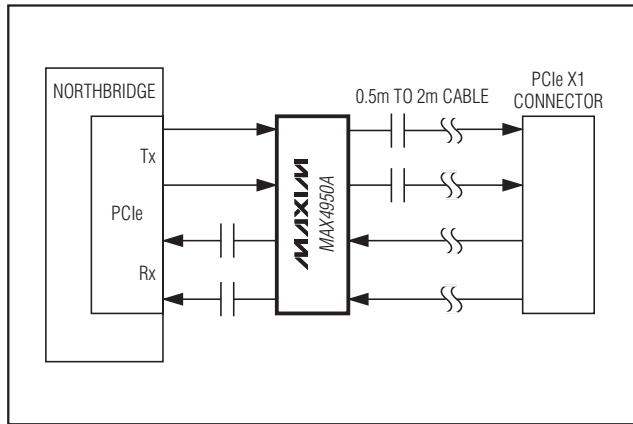 NORTHBRIDGE
Tx
PCIe
Rx
MAXIM
MAX4950A
0.5m TO 2m CABLE
PCIe X1
CONNECTOR